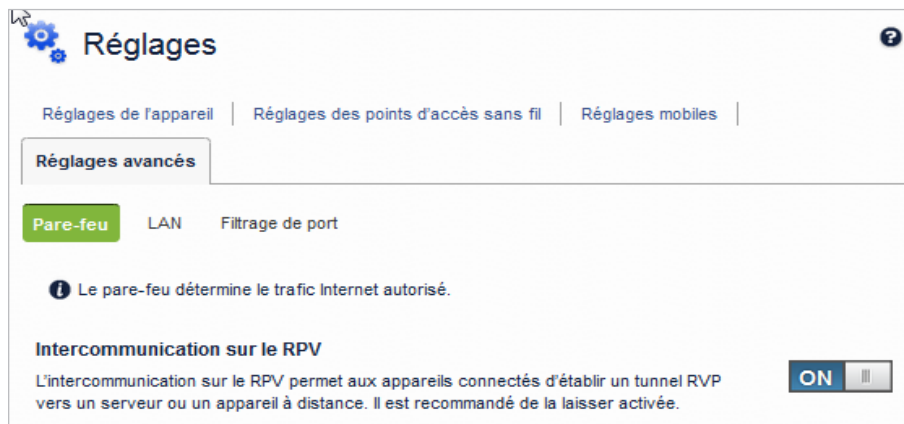 Réglages
Réglages de l'appareil
Réglages des points d'accès sans fil
Réglages mobiles
Réglages avancés
Pare-feu
LAN
Filtrage de port
Le pare-feu détermine le trafic Internet autorisé.
Intercommunication sur le RPV
L'intercommunication sur le RPV permet aux appareils connectés d'établir un tunnel RVP
vers un serveur ou un appareil à distance. Il est recommandé de la laisser activée.
ON